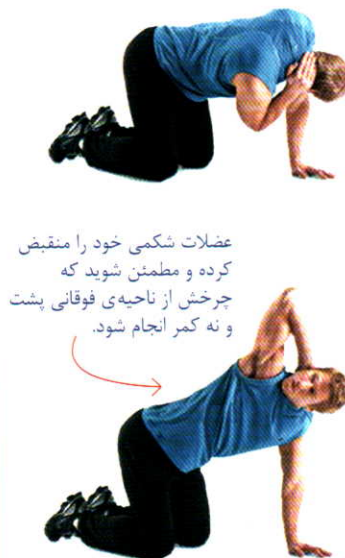 عضلات شکمی خود را منقبض
کرده و مطمئن شوید که
چرخش از ناحیه‌ی فوقانی پشت
و نه کمر انجام شود.